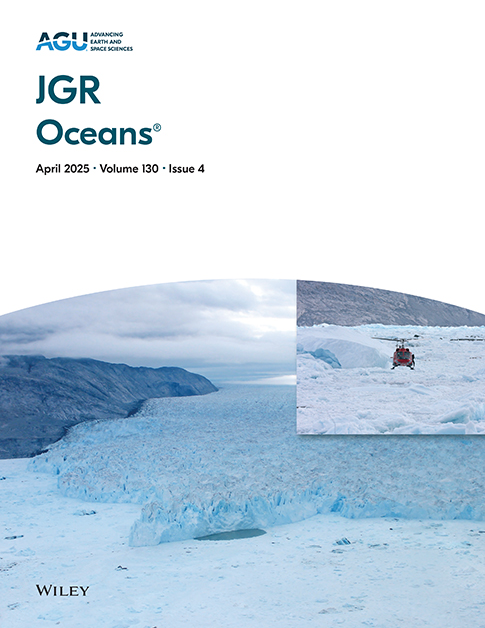 AGU
ADVANCING
EARTH AND
SPACE SCIENCES
JGR
Oceans®
April 2025 · Volume 130 · Issue 4
WILEY